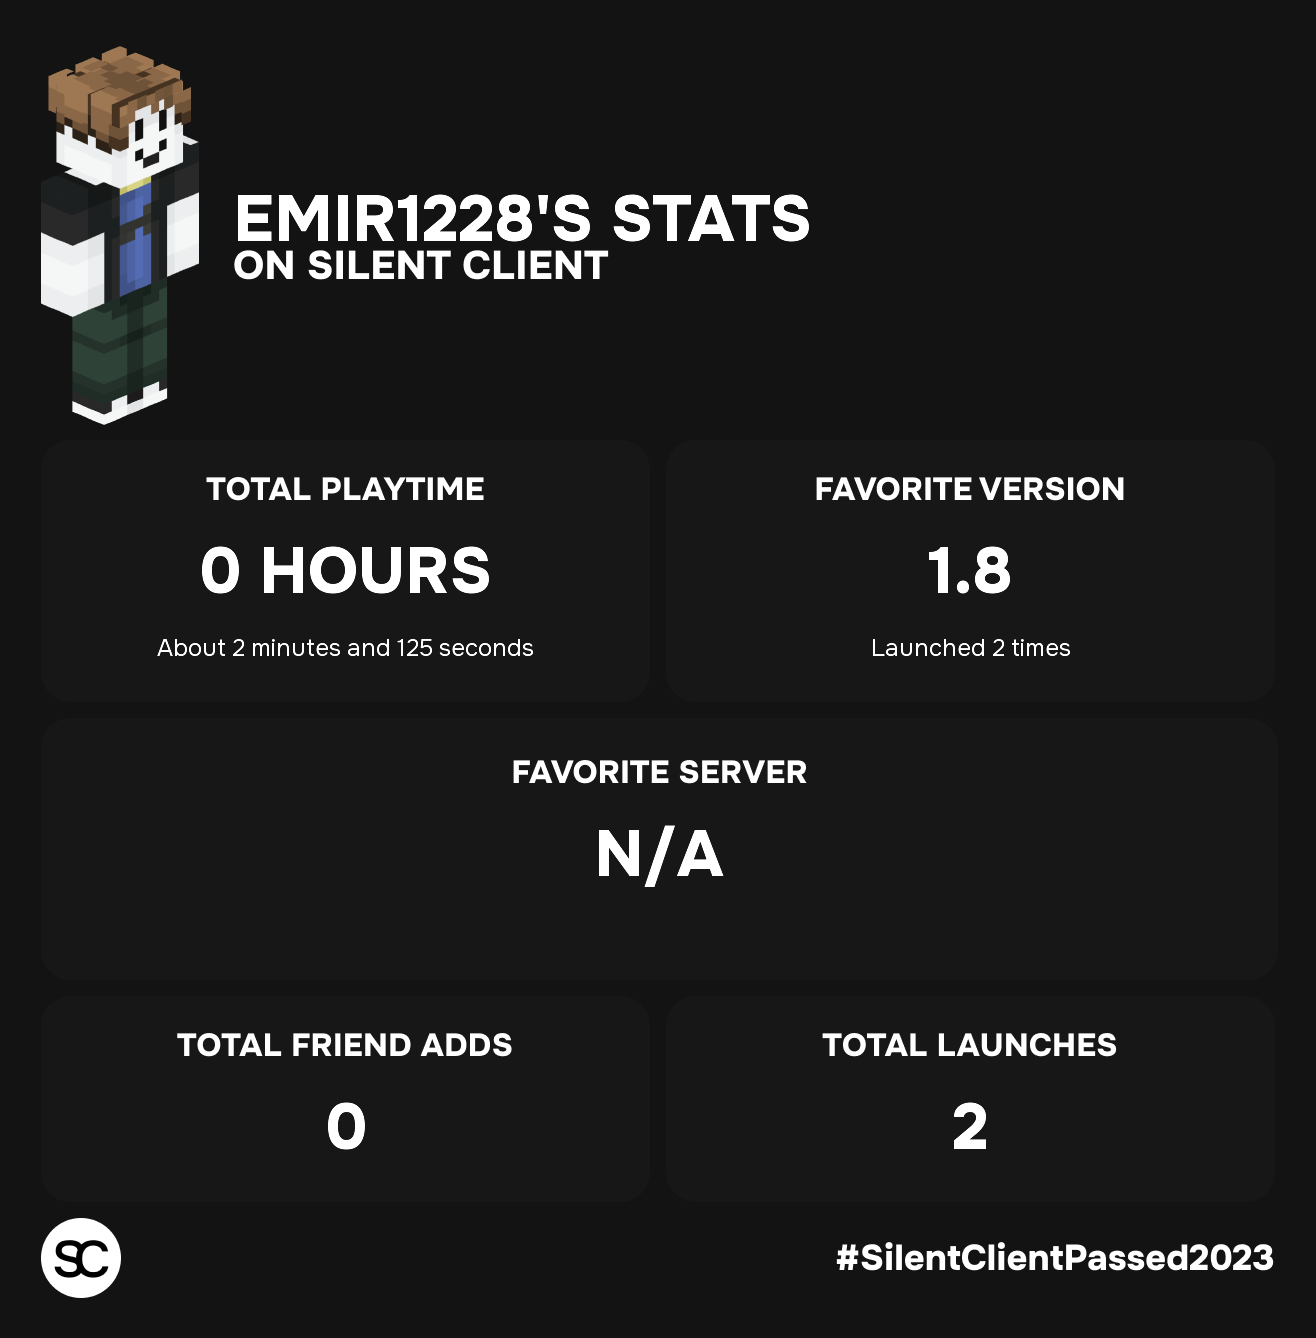 EMIR1228'S STATS
ON SILENT CLIENT
TOTAL PLAYTIME
0 HOURS
About 2 minutes and 125 seconds
FAVORITE VERSION
1.8
Launched 2 times
FAVORITE SERVER
N/A
TOTAL FRIEND ADDS
0
TOTAL LAUNCHES
2
SC
#SilentClientPassed2023